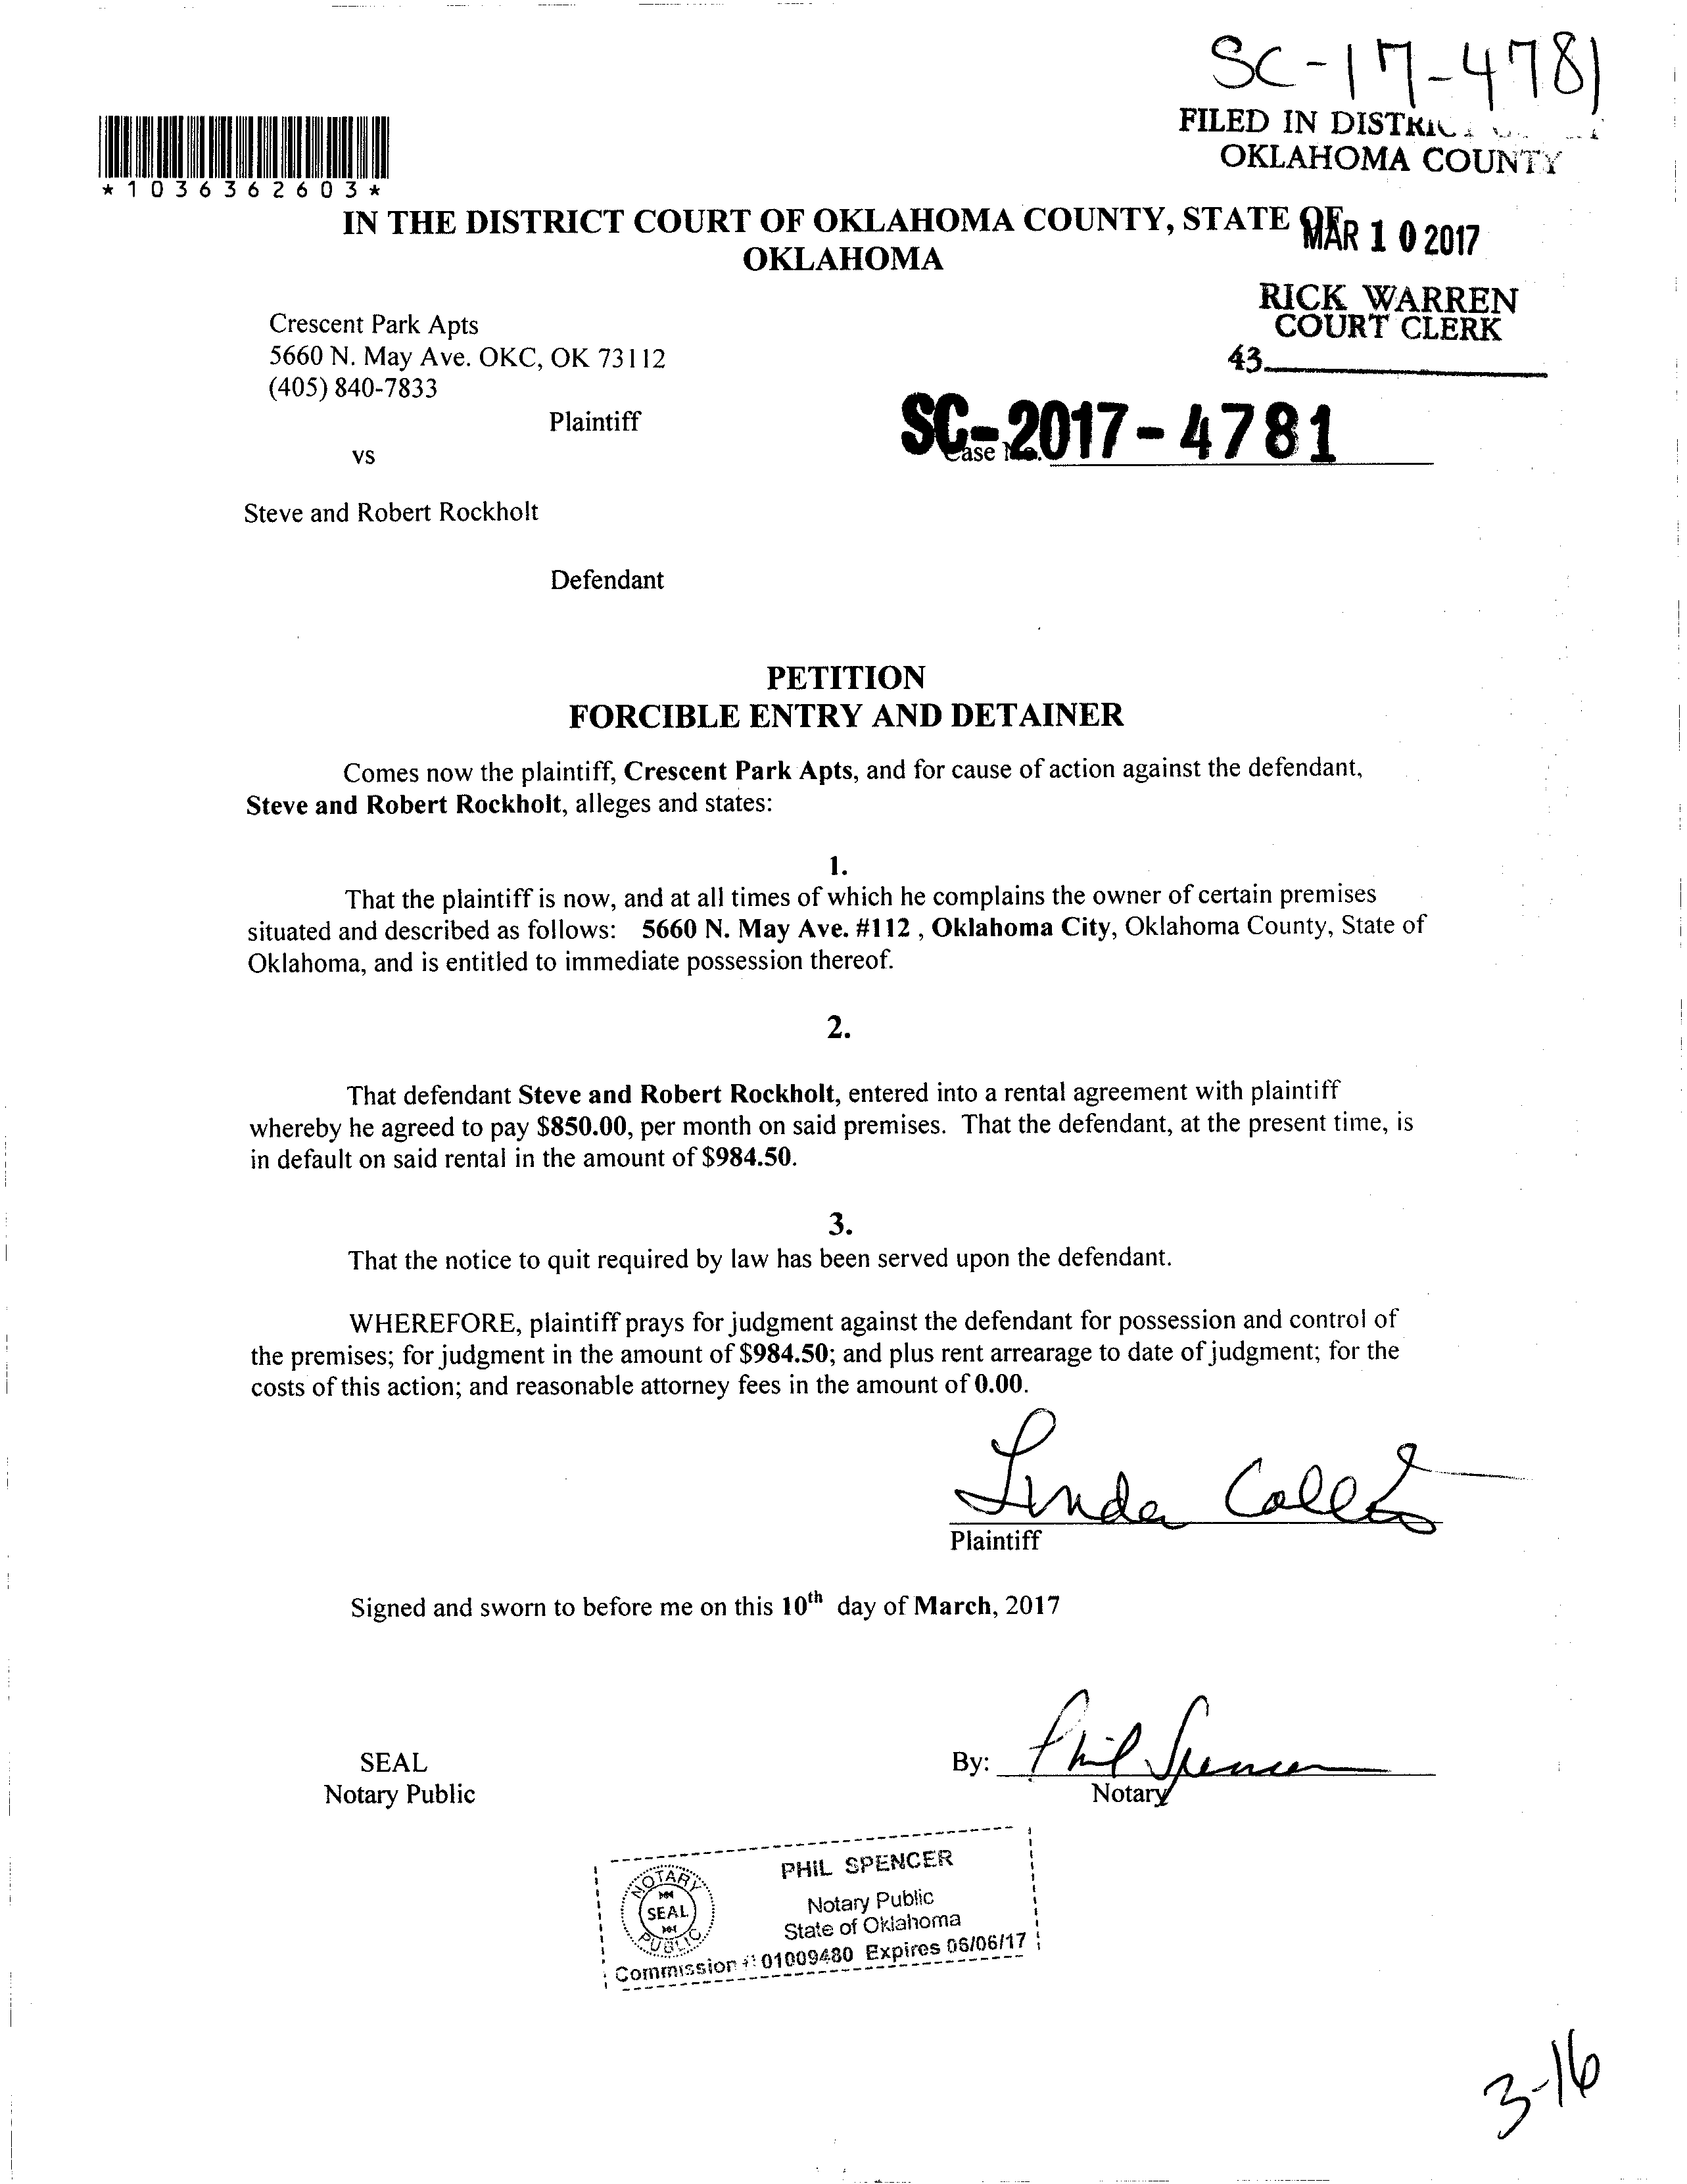 SC-17-4781
FILED IN DISTRICT
OKLAHOMA COUNTY
*1036362603*
IN THE DISTRICT COURT OF OKLAHOMA COUNTY, STATE OF
MAR 10 2017
OKLAHOMA
RICK WARREN
COURT CLERK
43
Crescent Park Apts
5660 N. May Ave. OKC, OK 73112
(405) 840-7833
Plaintiff
vs
Case No.
SC-2017-4781
Steve and Robert Rockholt
Defendant
PETITION
FORCIBLE ENTRY AND DETAINER
Comes now the plaintiff, Crescent Park Apts, and for cause of action against the defendant,
Steve and Robert Rockholt, alleges and states:
1.
That the plaintiff is now, and at all times of which he complains the owner of certain premises
situated and described as follows: 5660 N. May Ave. #112 , Oklahoma City, Oklahoma County, State of
Oklahoma, and is entitled to immediate possession thereof.
2.
That defendant Steve and Robert Rockholt, entered into a rental agreement with plaintiff
whereby he agreed to pay $850.00, per month on said premises. That the defendant, at the present time, is
in default on said rental in the amount of $984.50.
3.
That the notice to quit required by law has been served upon the defendant.
WHEREFORE, plaintiff prays for judgment against the defendant for possession and control of
the premises; for judgment in the amount of $984.50; and plus rent arrearage to date of judgment; for the
costs of this action; and reasonable attorney fees in the amount of 0.00.
Linda
Plaintiff
Signed and sworn to before me on this 10th day of March, 2017
SEAL
Notary Public
By: Phil Spencer
Notary
NOTARY
SEAL
PUBLIC
PHIL SPENCER
Notary Public
State of Oklahoma
Commission # 01009480 Expires 06/06/17
3-16